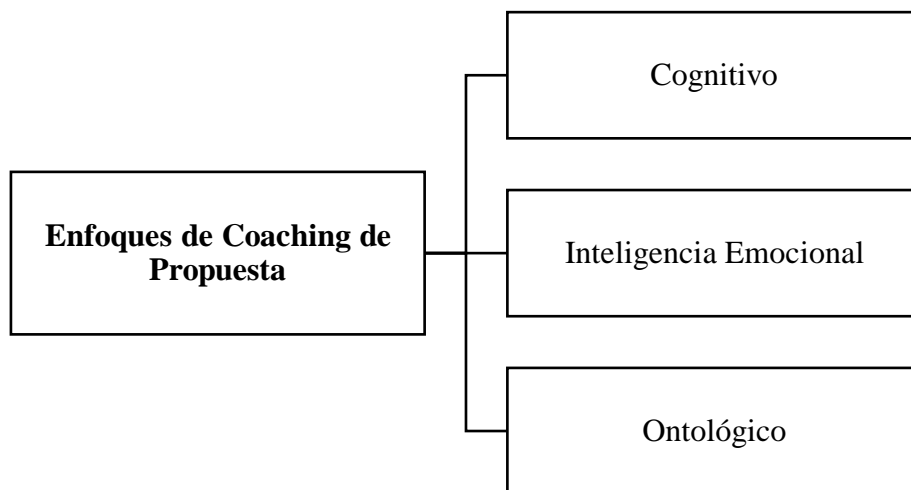 Cognitivo
Enfoques de Coaching de
Propuesta
Inteligencia Emocional
Ontológico